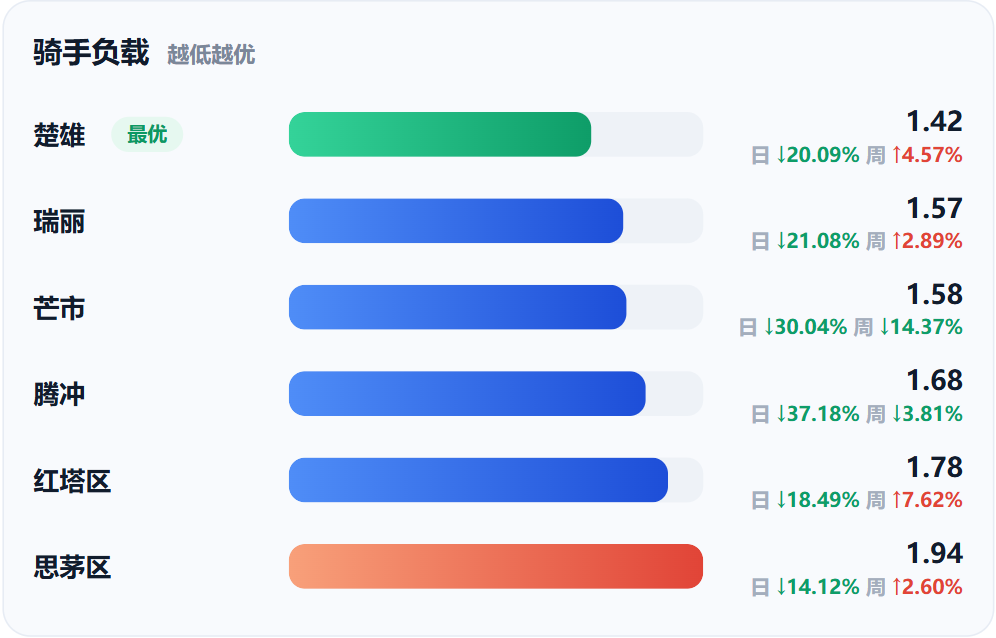 骑手负载 越低越优
楚雄 最优 1.42
日 ↓20.09% 周 ↑4.57%
瑞丽 1.57
日 ↓21.08% 周 ↑2.89%
芒市 1.58
日 ↓30.04% 周 ↓14.37%
腾冲 1.68
日 ↓37.18% 周 ↓3.81%
红塔区 1.78
日 ↓18.49% 周 ↑7.62%
思茅区 1.94
日 ↓14.12% 周 ↑2.60%